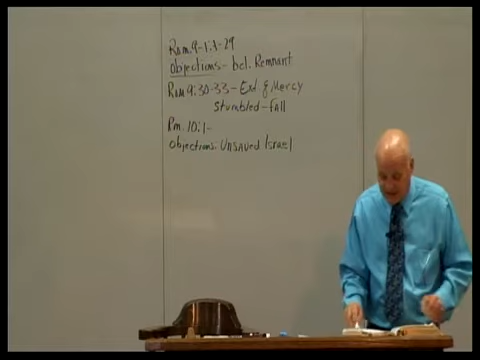 Rom. 9-1:1-29
Objections- bel. Remnant
Rom 9:30-33- End of Mercy
Stumbled - fall
Rm. 10:1-
Objections: Unsaved Israel